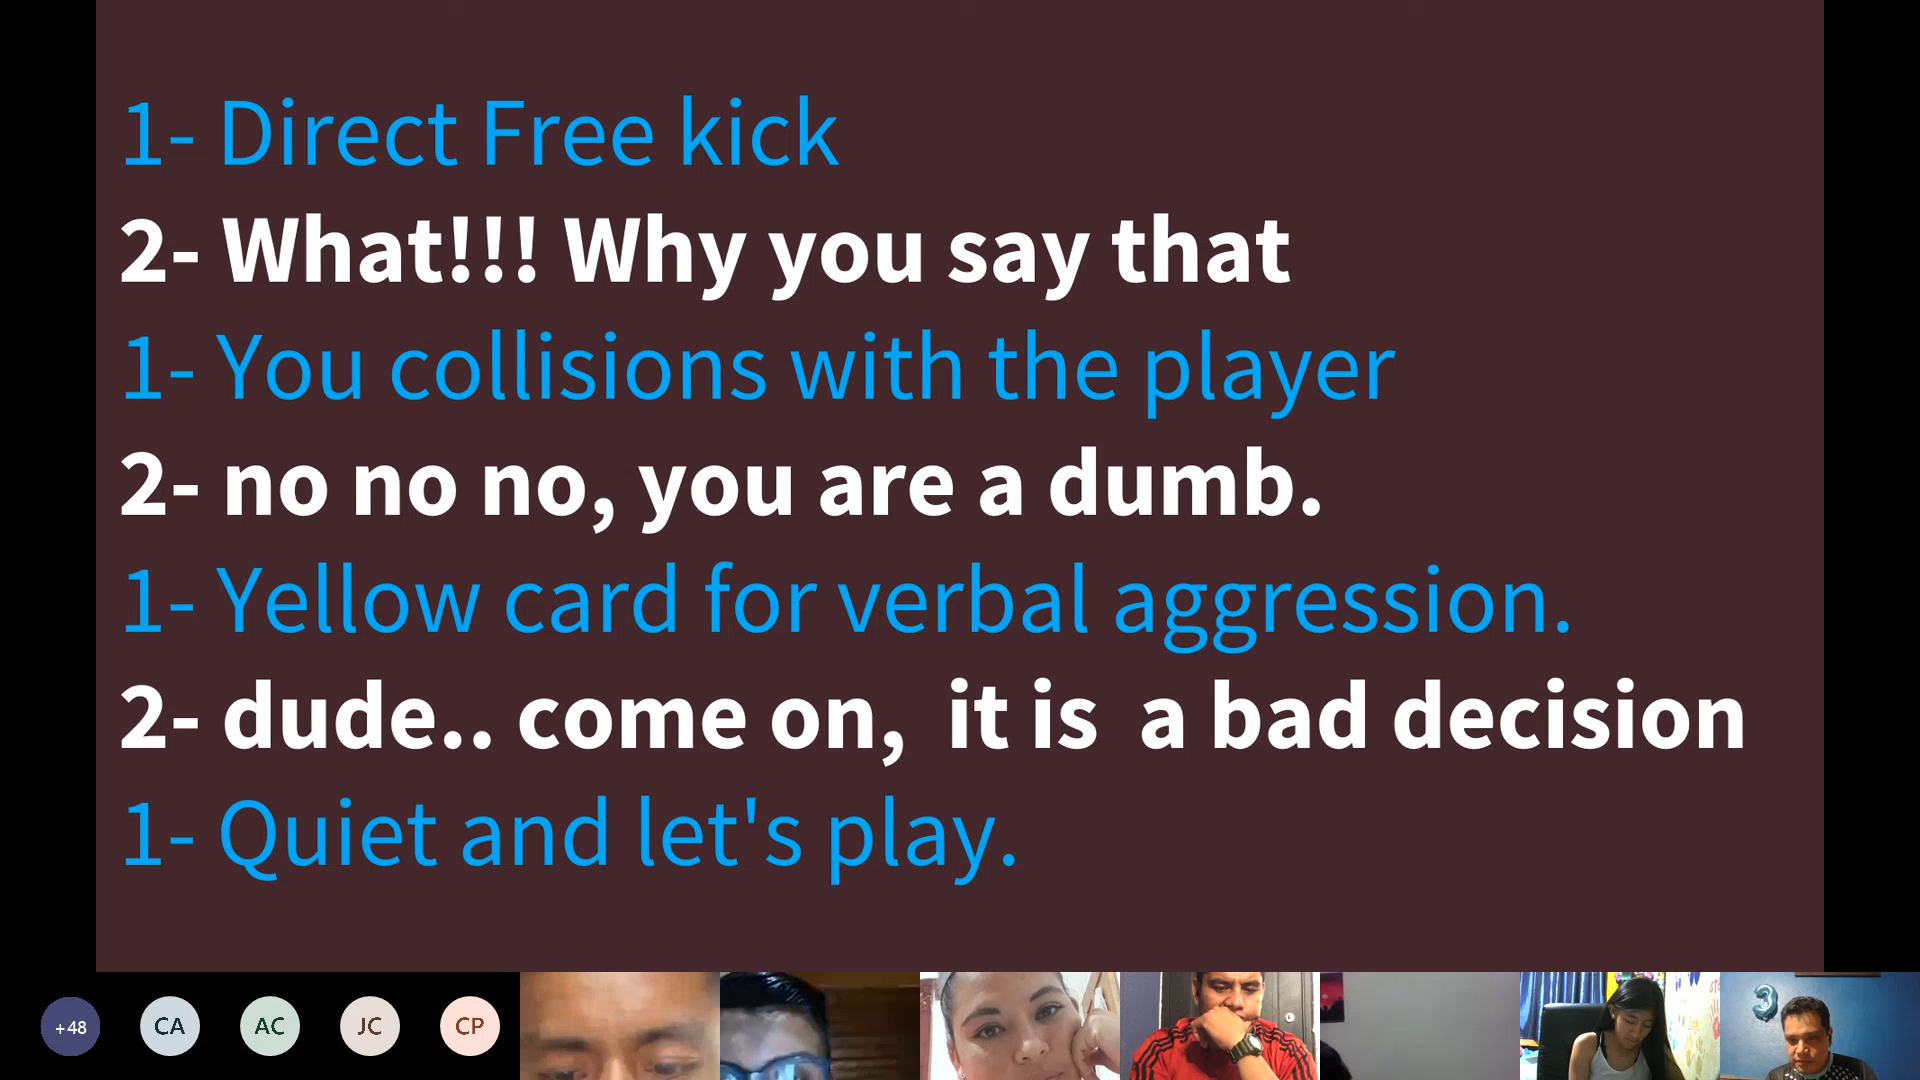 1- Direct Free kick
2- What!!! Why you say that
1- You collisions with the player
2- no no no, you are a dumb.
1- Yellow card for verbal aggression.
2- dude.. come on,  it is  a bad decision
1- Quiet and let's play.
+48 CA AC JC CP
3